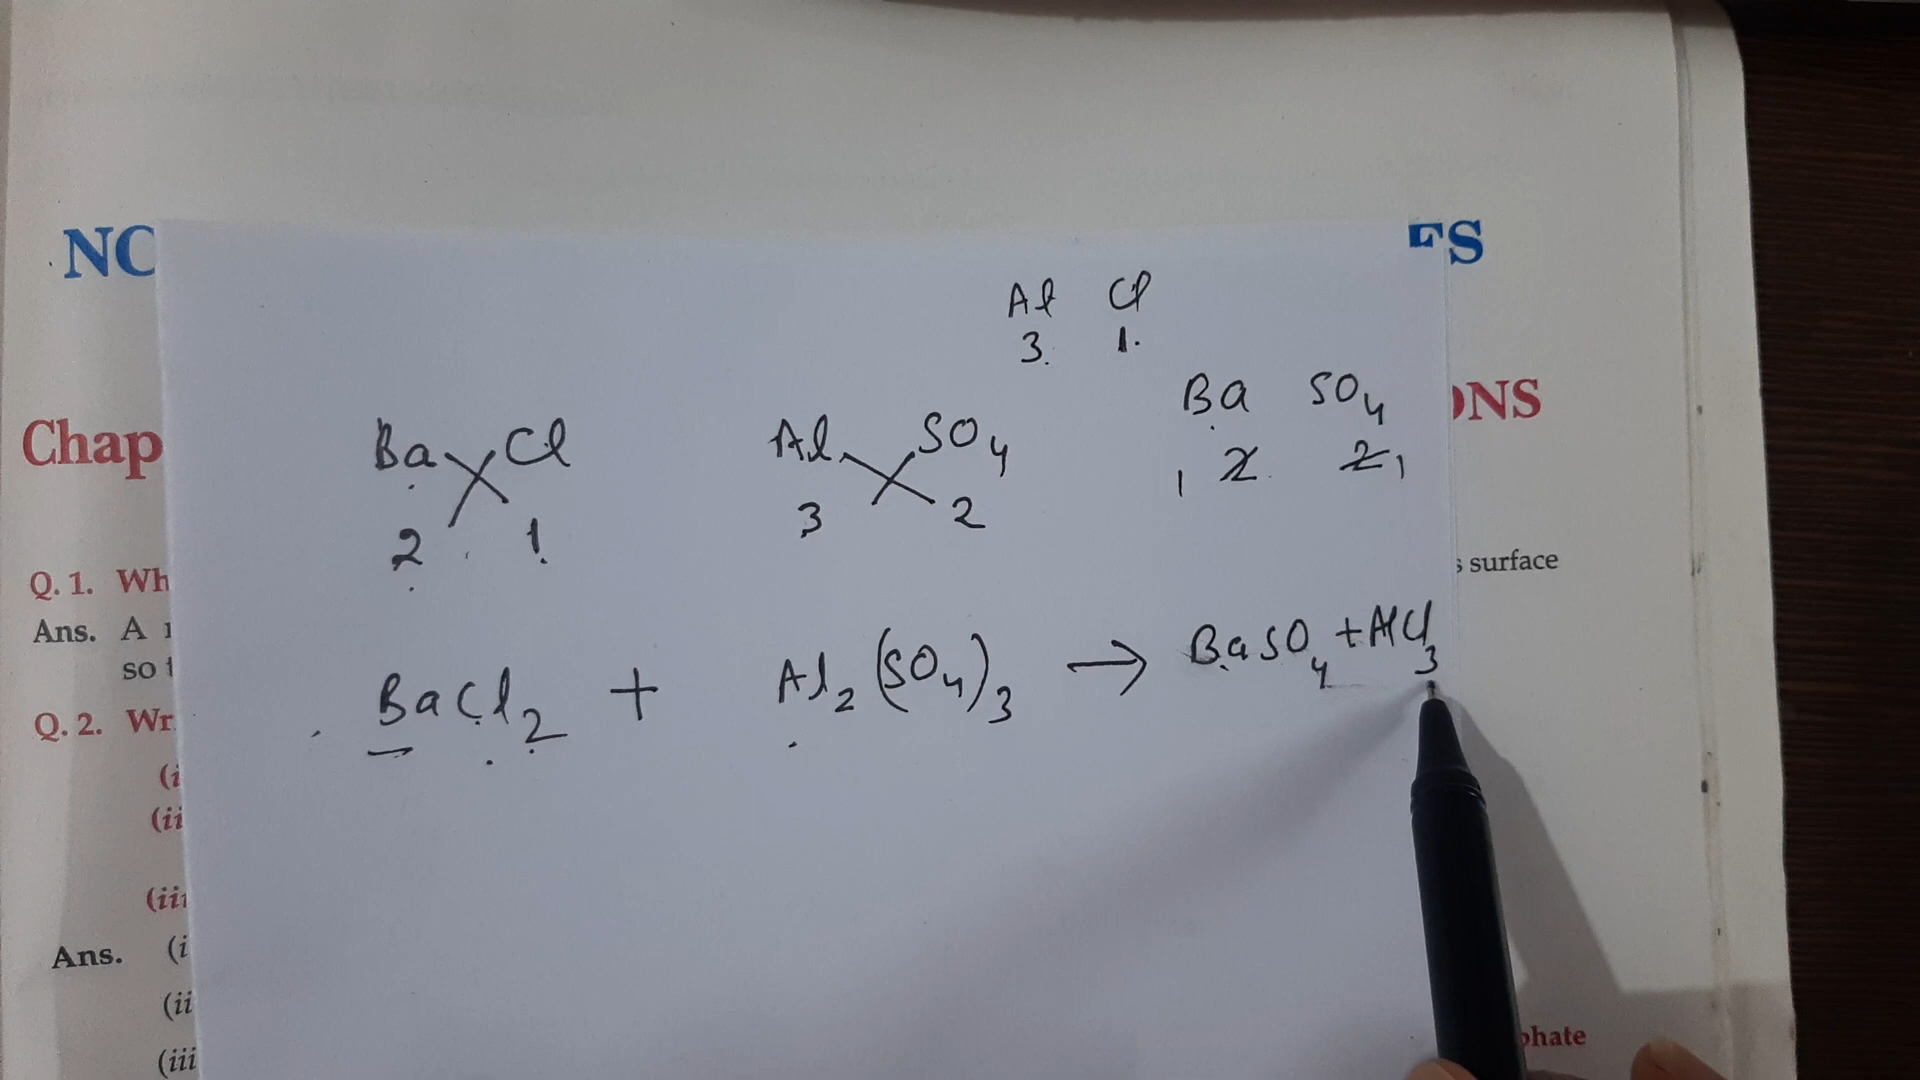 NC ES
Al Cl
3. 1.
Chap ONS
Ba SO4
1 2 2 1
Ba Cl Al SO4
2 1 3 2
Q. 1. Wh s surface
Ans. A
so t
BaCl2 + Al2(SO4)3 → BaSO4 + AlCl3
Q. 2. Wr
(i
(ii
(iii
Ans. (i
(ii
(iii phate